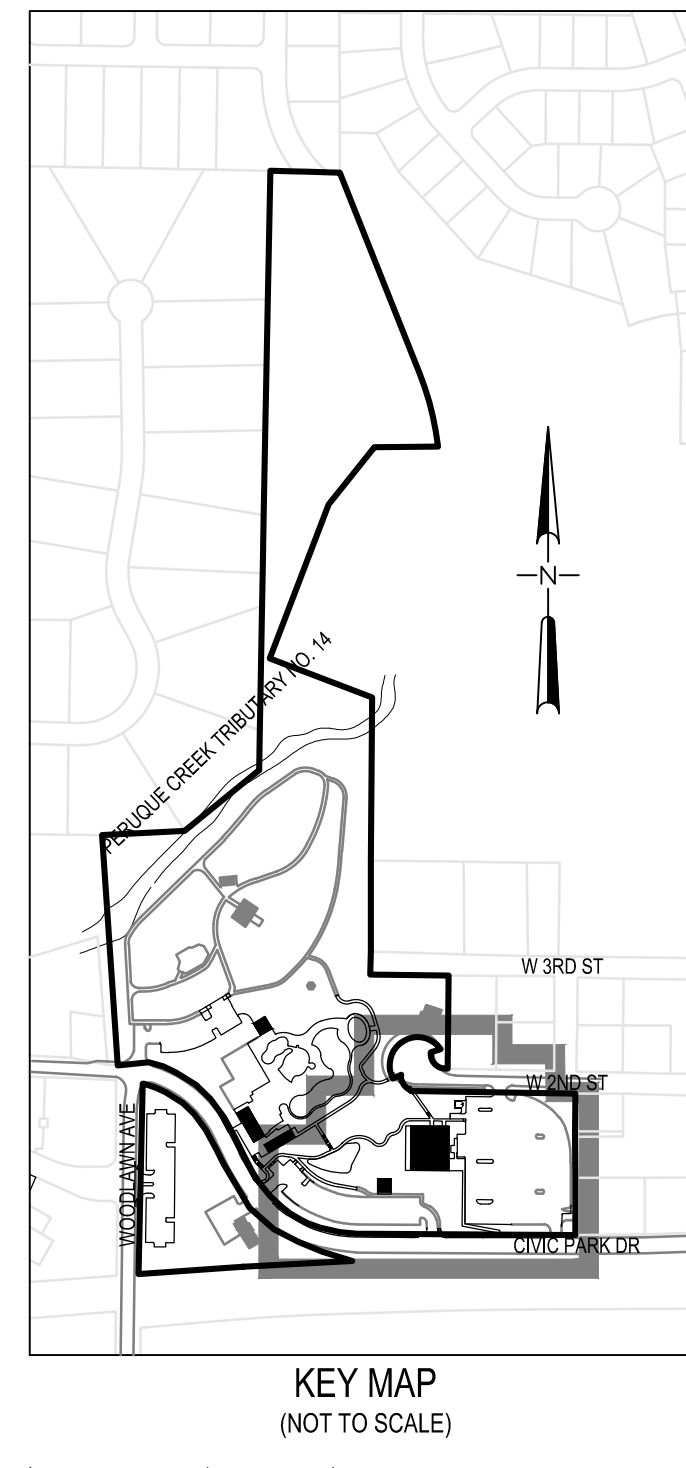 N
PERUQUE CREEK TRIBUTARY NO. 14
W 3RD ST
W 2ND ST
WOODLAWN AVE
CIVIC PARK DR
KEY MAP
(NOT TO SCALE)